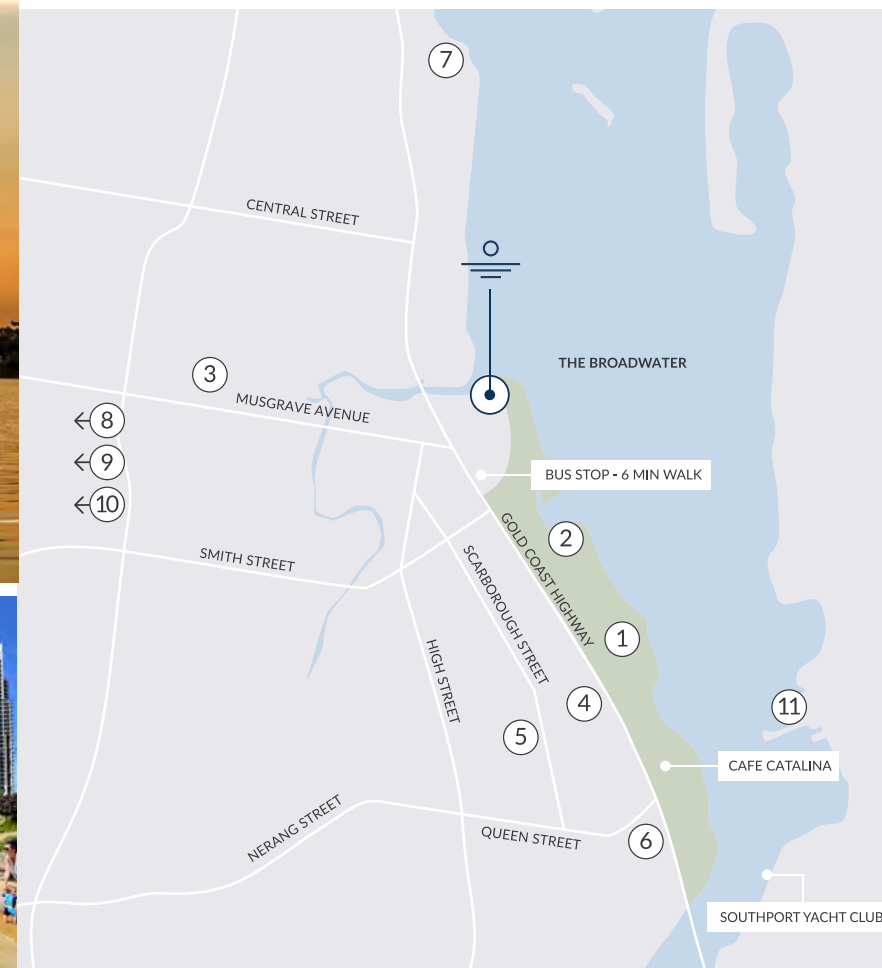 7
CENTRAL STREET
THE BROADWATER
3
MUSGRAVE AVENUE
8
9
10
BUS STOP - 6 MIN WALK
2
GOLD COAST HIGHWAY
SMITH STREET
SCARBOROUGH STREET
1
HIGH STREET
4
11
5
CAFE CATALINA
NERANG STREET
QUEEN STREET
6
SOUTHPORT YACHT CLUB